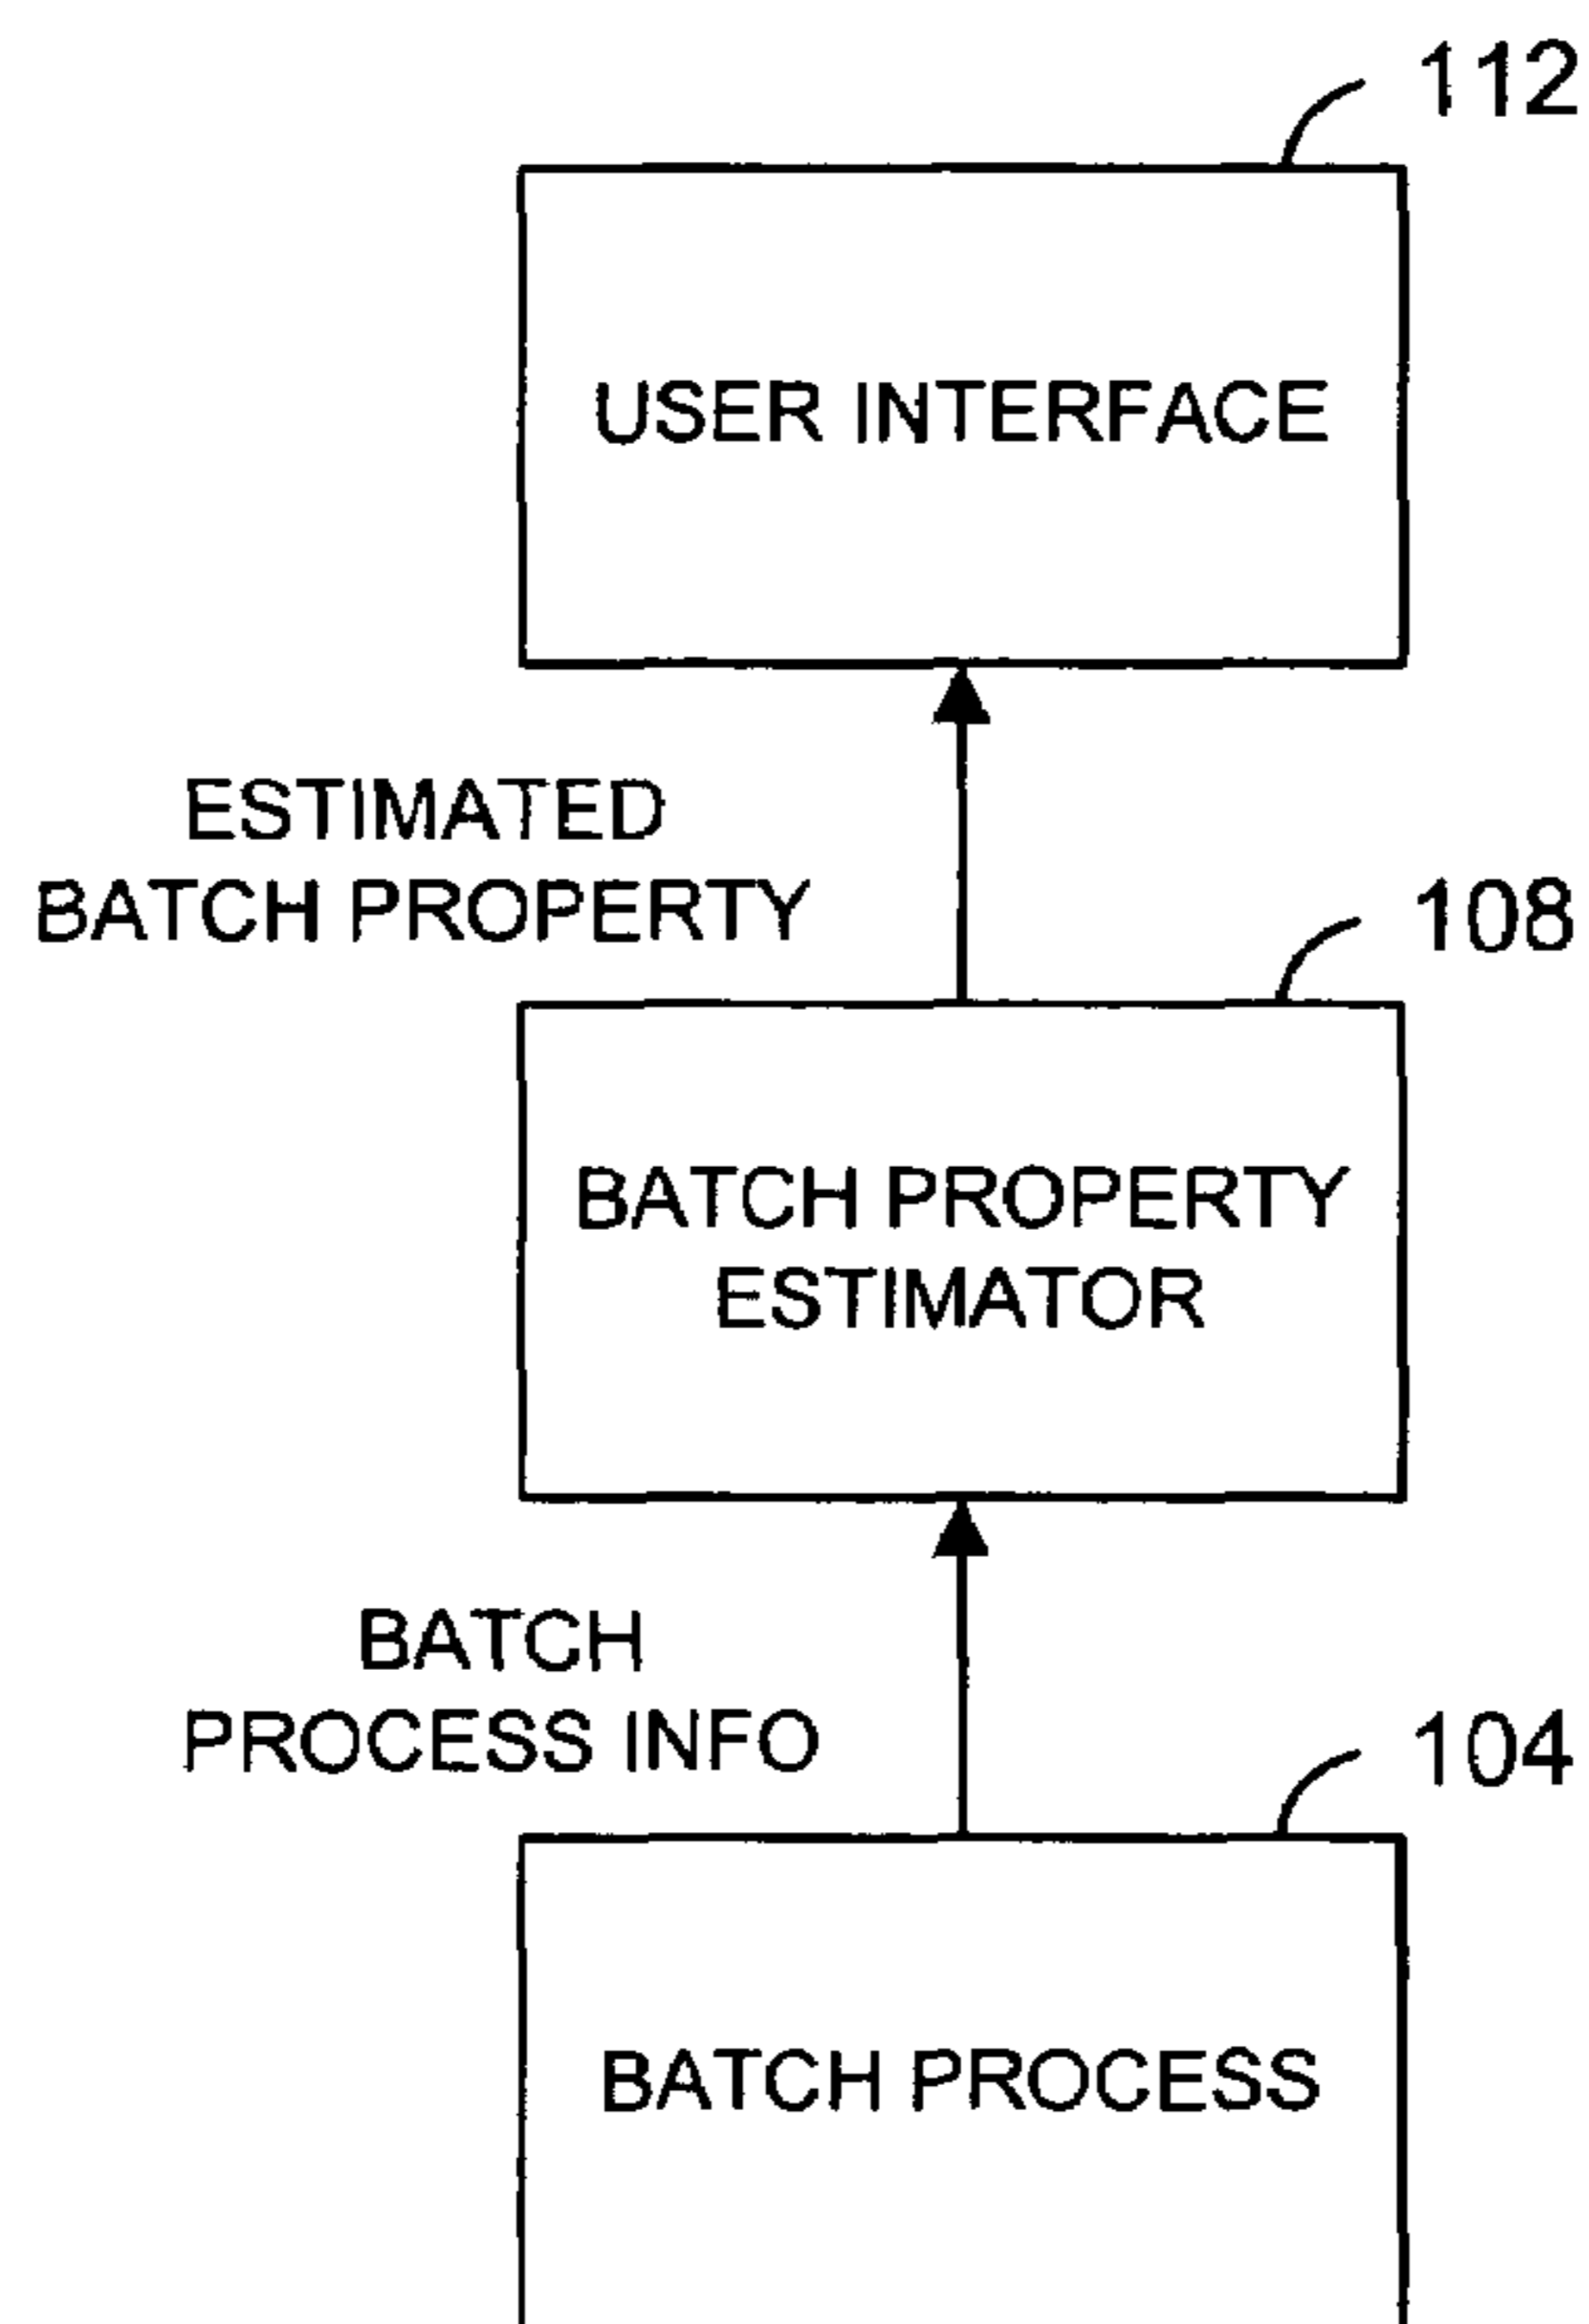 112
USER INTERFACE
ESTIMATED
BATCH PROPERTY
108
BATCH PROPERTY
ESTIMATOR
BATCH
PROCESS INFO
104
BATCH PROCESS